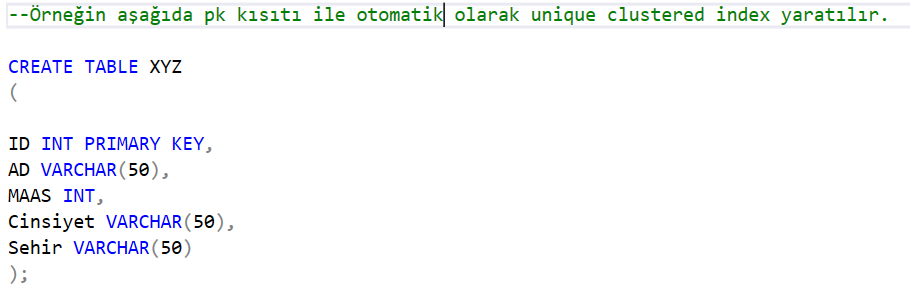 --Örneğin aşağıda pk kısıtı ile otomatik olarak unique clustered index yaratılır.
CREATE TABLE XYZ
(
ID INT PRIMARY KEY,
AD VARCHAR(50),
MAAS INT,
Cinsiyet VARCHAR(50),
Sehir VARCHAR(50)
);